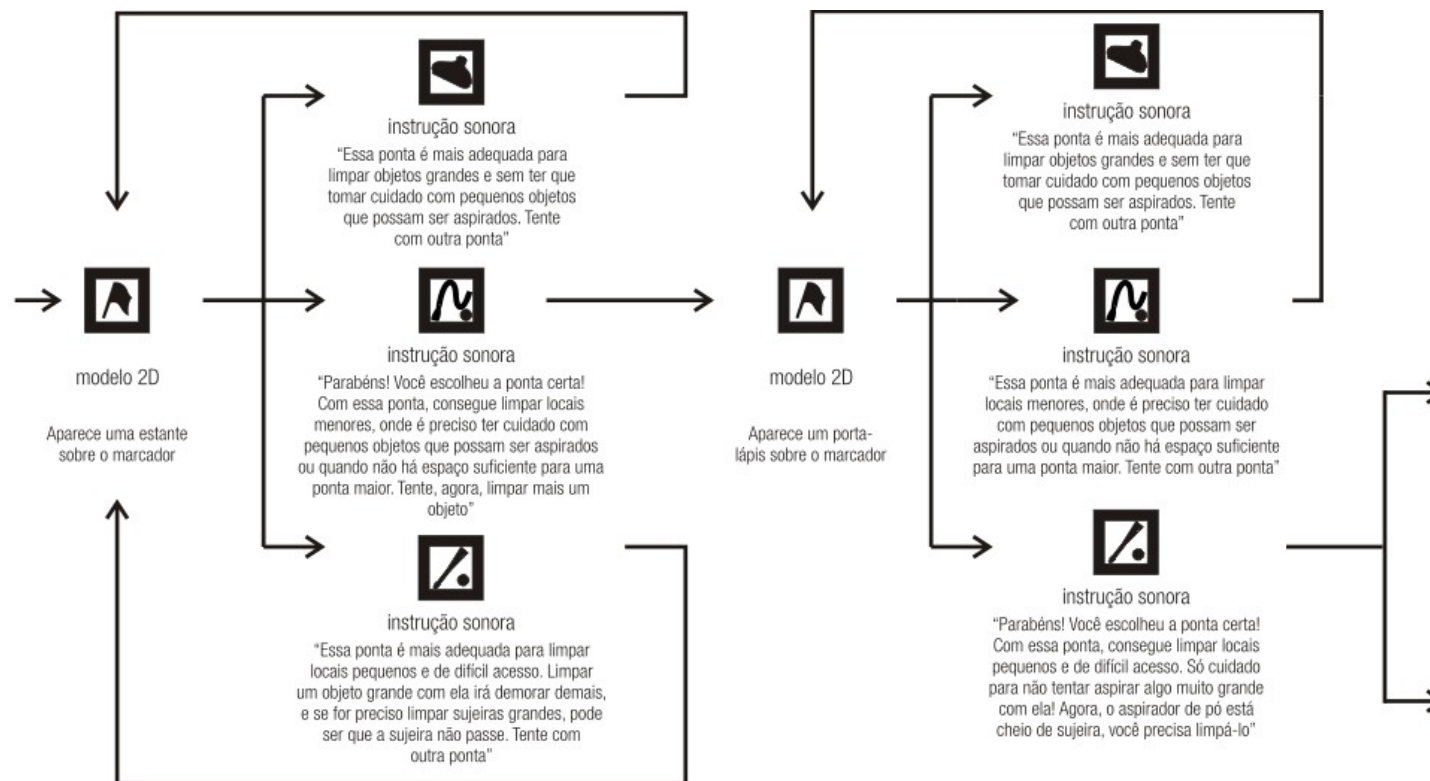 instrução sonora
“Essa ponta é mais adequada para
limpar objetos grandes e sem ter que
tomar cuidado com pequenos objetos
que possam ser aspirados. Tente
com outra ponta”
modelo 2D
Aparece uma estante
sobre o marcador
instrução sonora
“Parabéns! Você escolheu a ponta certa!
Com essa ponta, consegue limpar locais
menores, onde é preciso ter cuidado com
pequenos objetos que possam ser aspirados
ou quando não há espaço suficiente para uma
ponta maior. Tente, agora, limpar mais um
objeto”
instrução sonora
“Essa ponta é mais adequada para limpar
locais pequenos e de difícil acesso. Limpar
um objeto grande com ela irá demorar demais,
e se for preciso limpar sujeiras grandes, pode
ser que a sujeira não passe. Tente com
outra ponta”
modelo 2D
Aparece um porta-
lápis sobre o marcador
instrução sonora
“Essa ponta é mais adequada para
limpar objetos grandes e sem ter que
tomar cuidado com pequenos objetos
que possam ser aspirados. Tente
com outra ponta”
instrução sonora
“Essa ponta é mais adequada para limpar
locais menores, onde é preciso ter cuidado
com pequenos objetos que possam ser
aspirados ou quando não há espaço suficiente
para uma ponta maior. Tente com outra ponta”
instrução sonora
“Parabéns! Você escolheu a ponta certa!
Com essa ponta, consegue limpar locais
pequenos e de difícil acesso. Só cuidado
para não tentar aspirar algo muito grande
com ela! Agora, o aspirador de pó está
cheio de sujeira, você precisa limpá-lo”